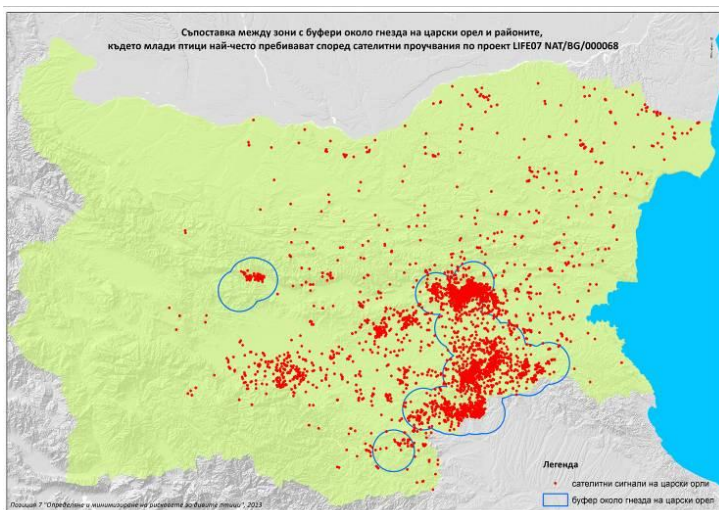 Съпоставка между зони с буфери около гнезда на царски орел и районите,
където млади птици най-често пребивават според сателитни проучвания по проект LIFE07 NAT/BG/000068
Легенда
сателитни сигнали на царски орли
буфер около гнезда на царски орел
Позиция 7 "Определяне и минимизиране на рисковете за дивите птици", 2013